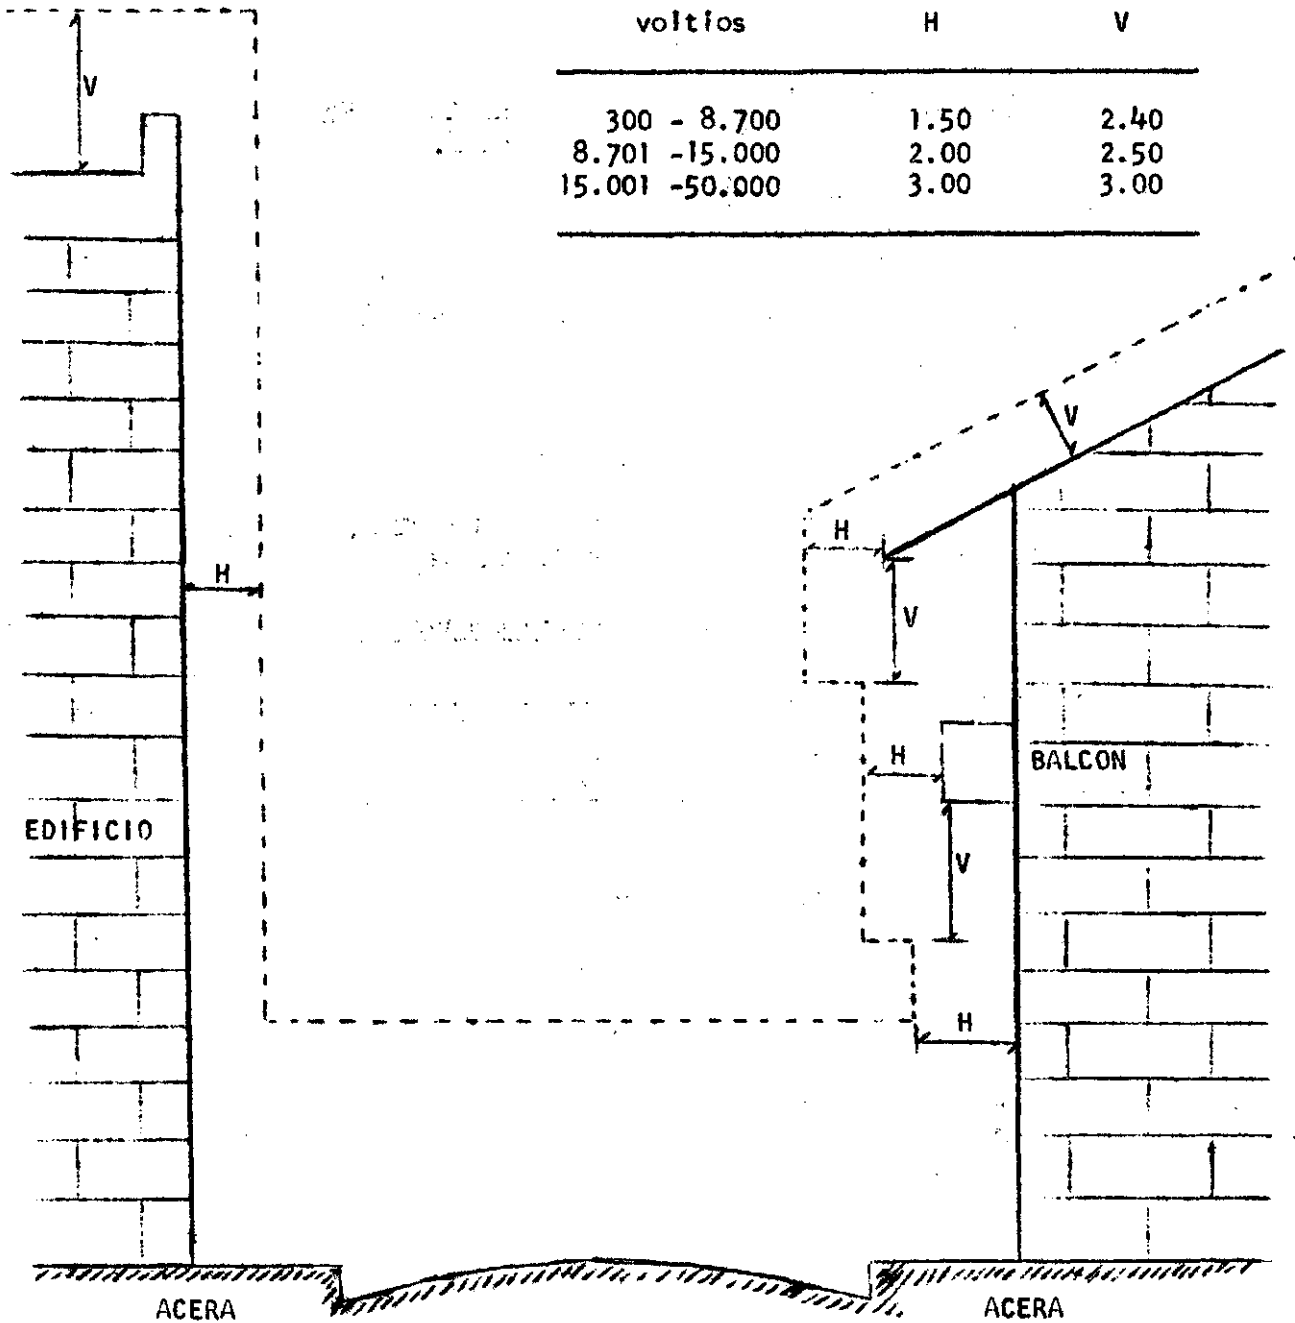 voltios H V
V
300 - 8.700 1.50 2.40
8.701 -15.000 2.00 2.50
15.001 -50.000 3.00 3.00
V
H
H
V
H
BALCON
EDIFICIO
V
H
ACERA ACERA